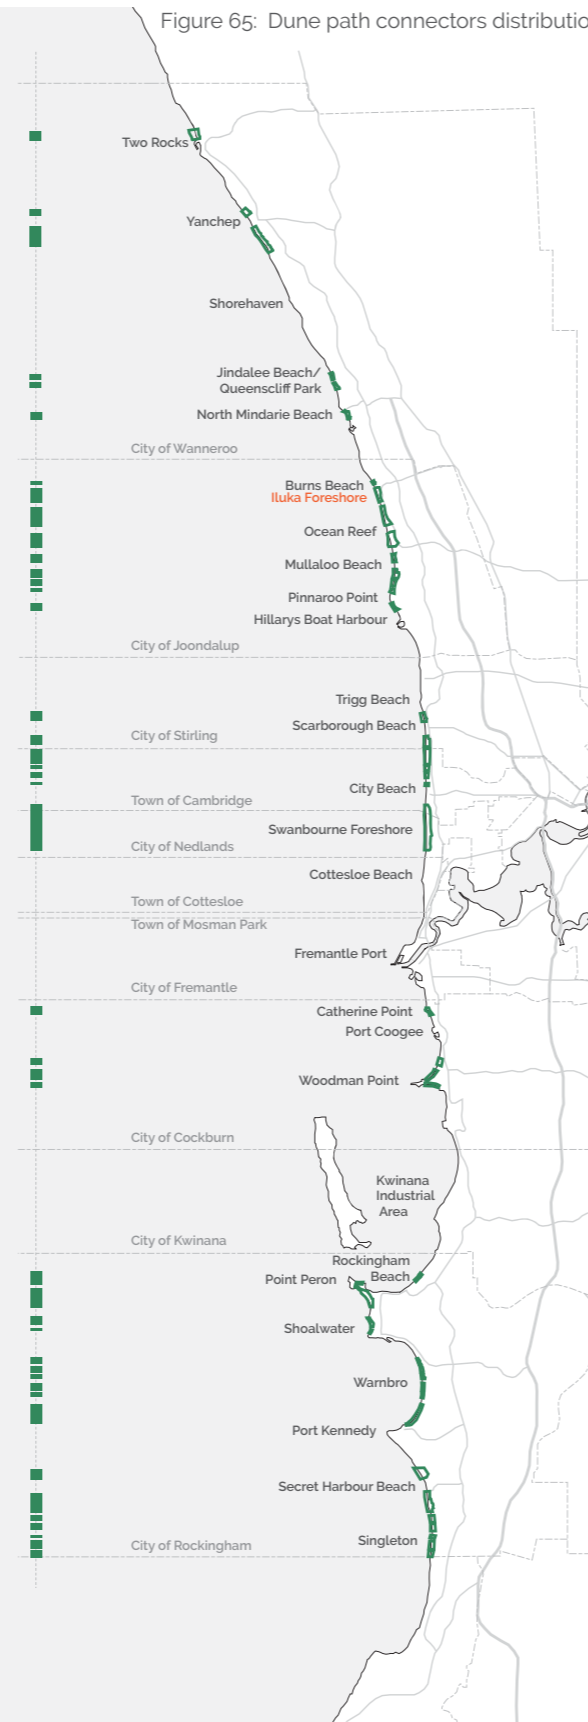 Figure 65: Dune path connectors distributio
Two Rocks
Yanchep
Shorehaven
Jindalee Beach/
Queenscliff Park
North Mindarie Beach
City of Wanneroo
Burns Beach
Iluka Foreshore
Ocean Reef
Mullaloo Beach
Pinnaroo Point
Hillarys Boat Harbour
City of Joondalup
Trigg Beach
Scarborough Beach
City of Stirling
City Beach
Town of Cambridge
Swanbourne Foreshore
City of Nedlands
Cottesloe Beach
Town of Cottesloe
Town of Mosman Park
Fremantle Port
City of Fremantle
Catherine Point
Port Coogee
Woodman Point
City of Cockburn
Kwinana
Industrial
Area
City of Kwinana
Rockingham
Beach
Point Peron
Shoalwater
Warnbro
Port Kennedy
Secret Harbour Beach
Singleton
City of Rockingham